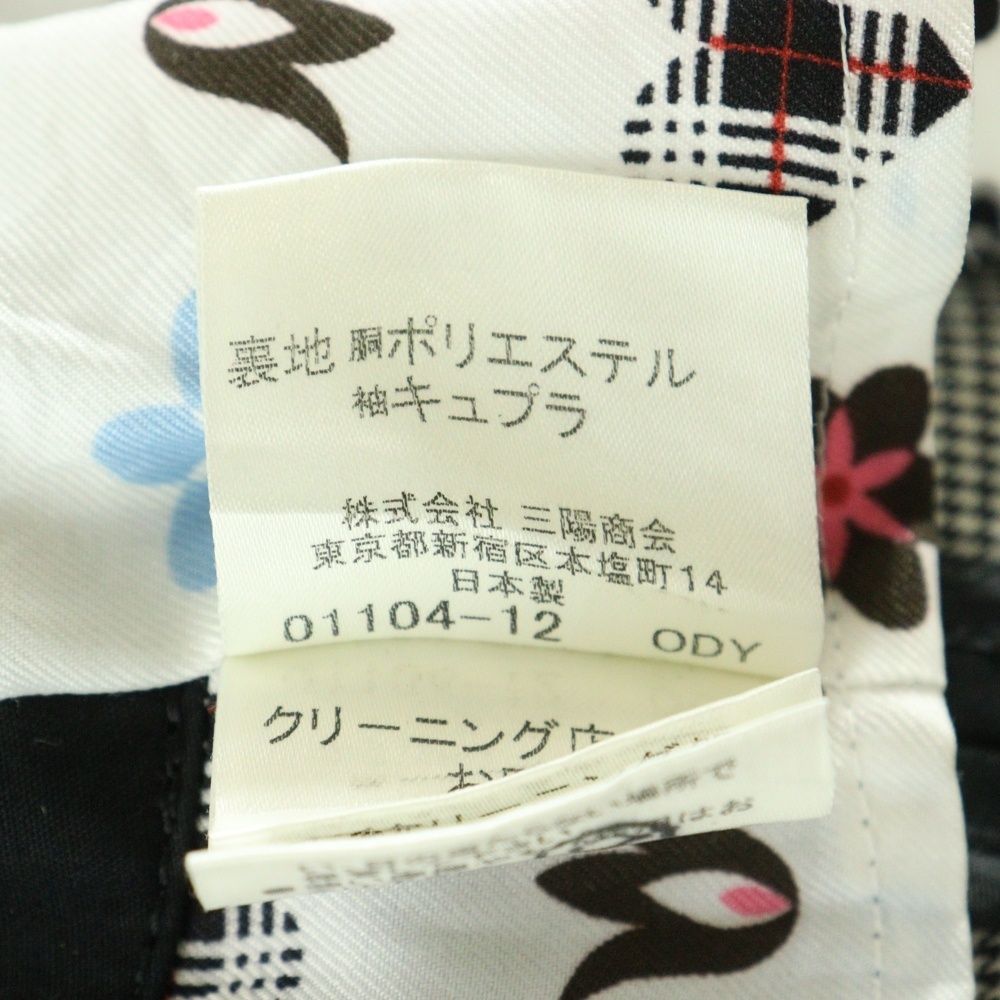 裏地 胴ポリエステル
袖キュプラ
株式会社 三陽商会
東京都新宿区本塩町14
日本製
01104-12 ODY
クリーニング店